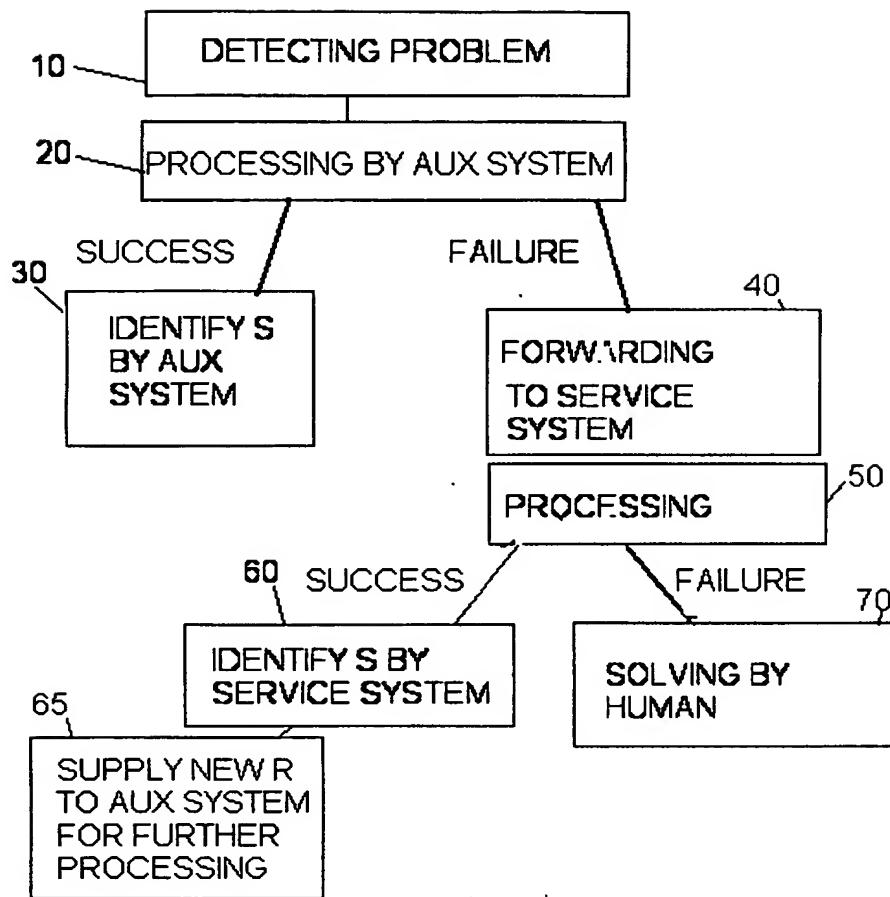 DETECTING PROBLEM
10
20
PROCESSING BY AUX SYSTEM
SUCCESS
FAILURE
30
40
IDENTIFY S
BY AUX
SYSTEM
FORWARDING
TO SERVICE
SYSTEM
50
PROCESSING
60
SUCCESS
FAILURE
70
IDENTIFY S BY
SERVICE SYSTEM
SOLVING BY
HUMAN
65
SUPPLY NEW R
TO AUX SYSTEM
FOR FURTHER
PROCESSING